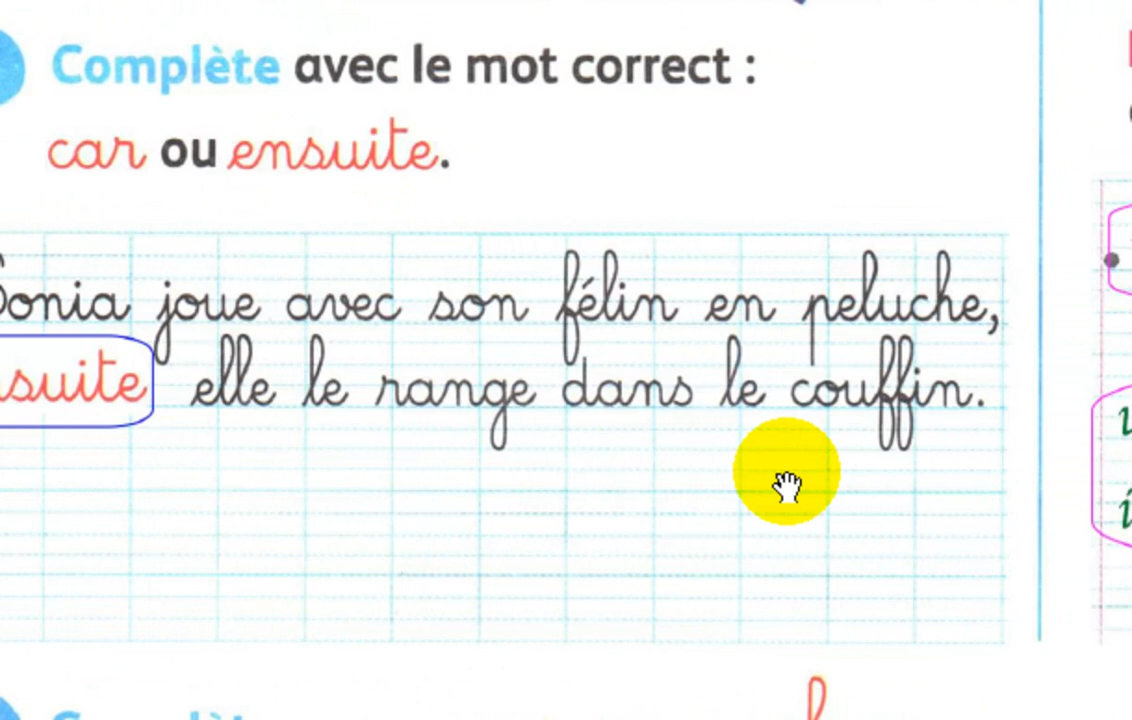 Complète avec le mot correct :
car ou ensuite.
Sonia joue avec son félin en peluche,
suite elle le range dans le couffin.